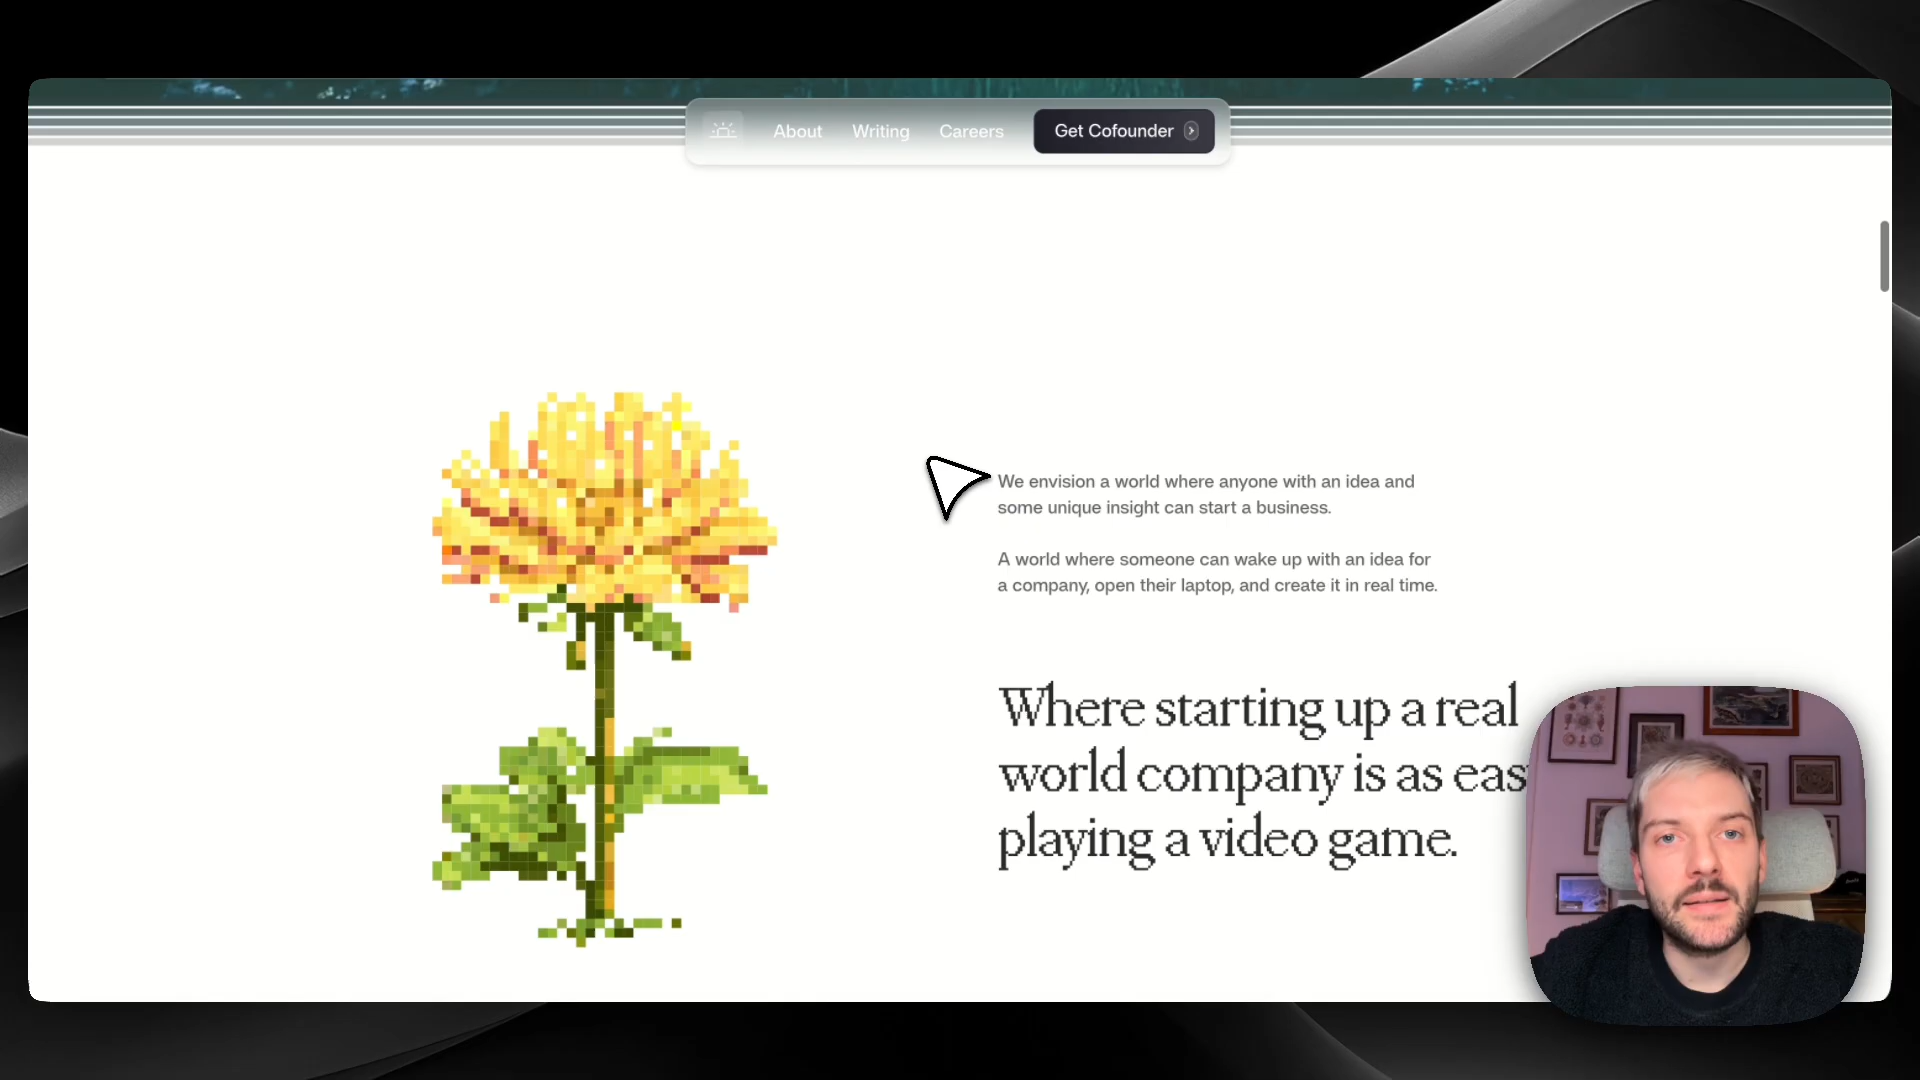 About Writing Careers Get Cofounder
We envision a world where anyone with an idea and
some unique insight can start a business.
A world where someone can wake up with an idea for
a company, open their laptop, and create it in real time.
Where starting up a real
world company is as eas
playing a video game.